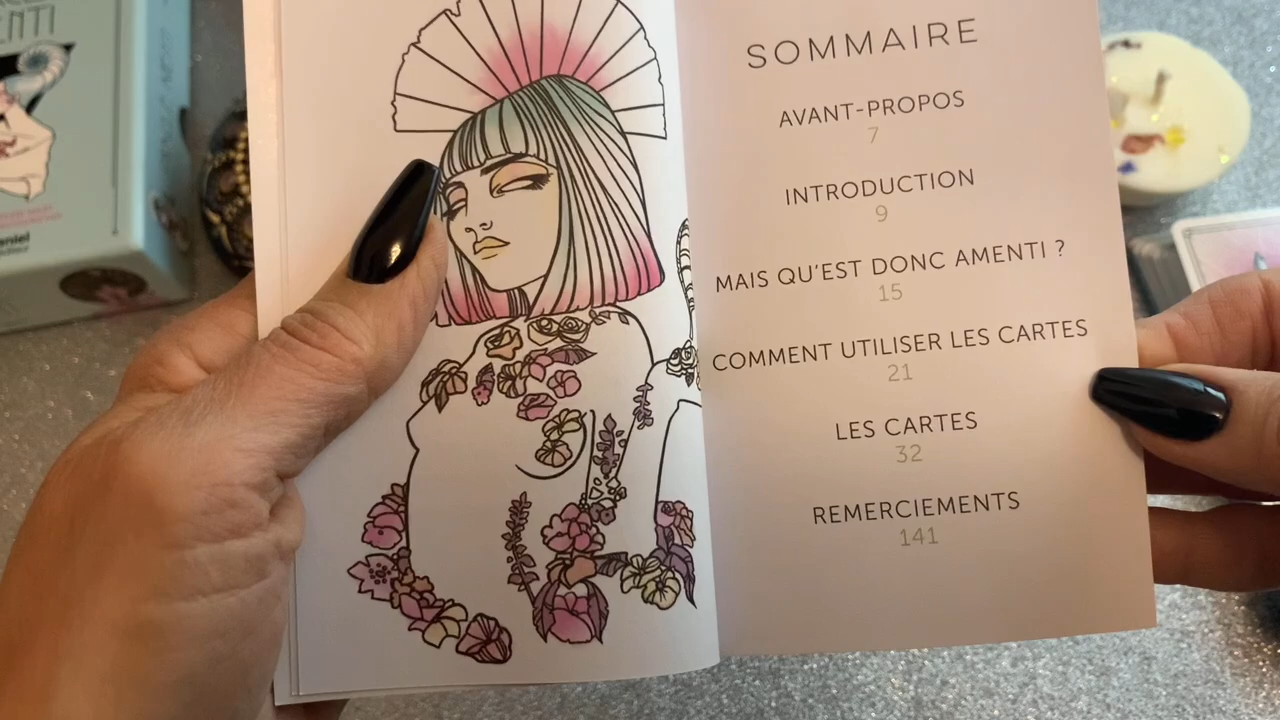 SOMMAIRE
AVANT-PROPOS
7
INTRODUCTION
9
MAIS QU'EST DONC AMENTI ?
15
COMMENT UTILISER LES CARTES
21
LES CARTES
32
REMERCIEMENTS
141